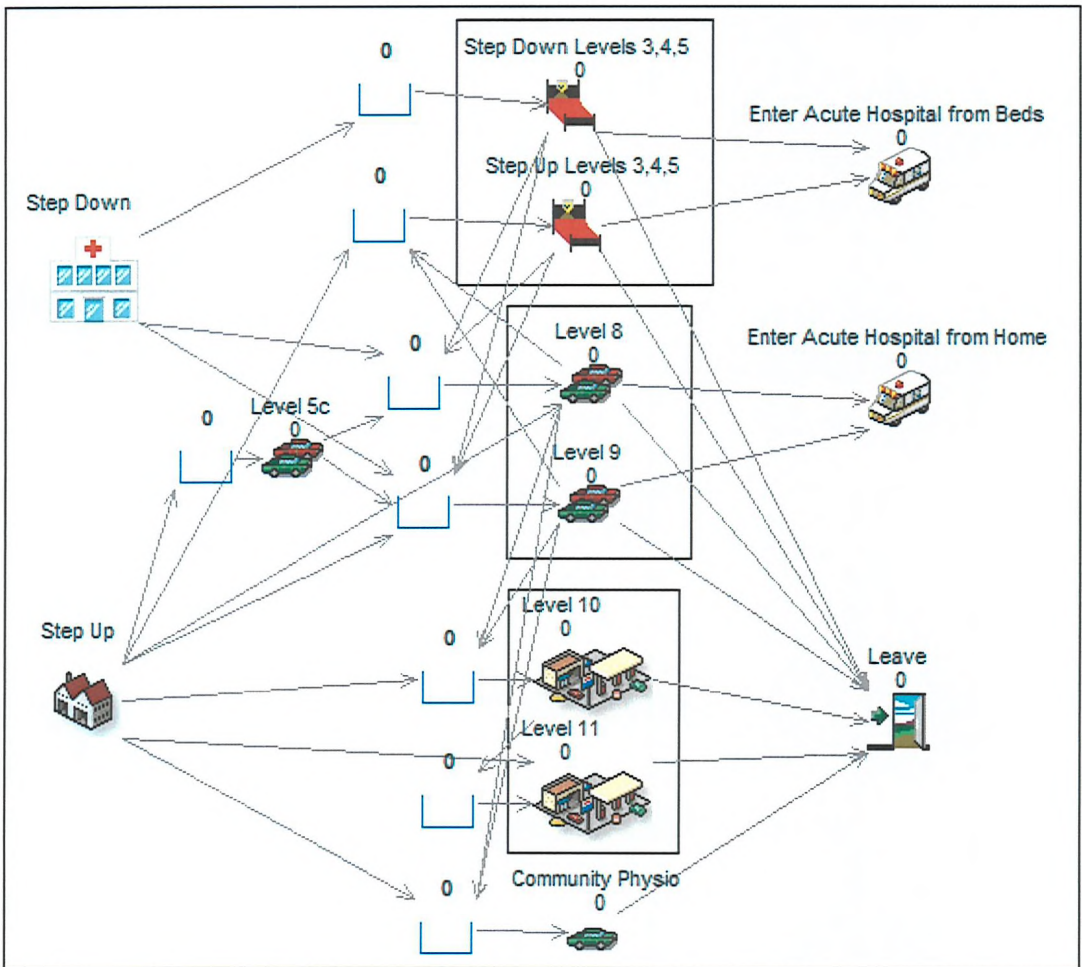 0
Step Down Levels 3,4,5
0
Enter Acute Hospital from Beds
0
0
Step Up Levels 3,4,5
0
Step Down
0
Level 8
0
Enter Acute Hospital from Home
0
0
Level 5c
0
0
Level 9
0
Step Up
0
Level 10
0
Leave
0
0
Level 11
0
0
Community Physio
0